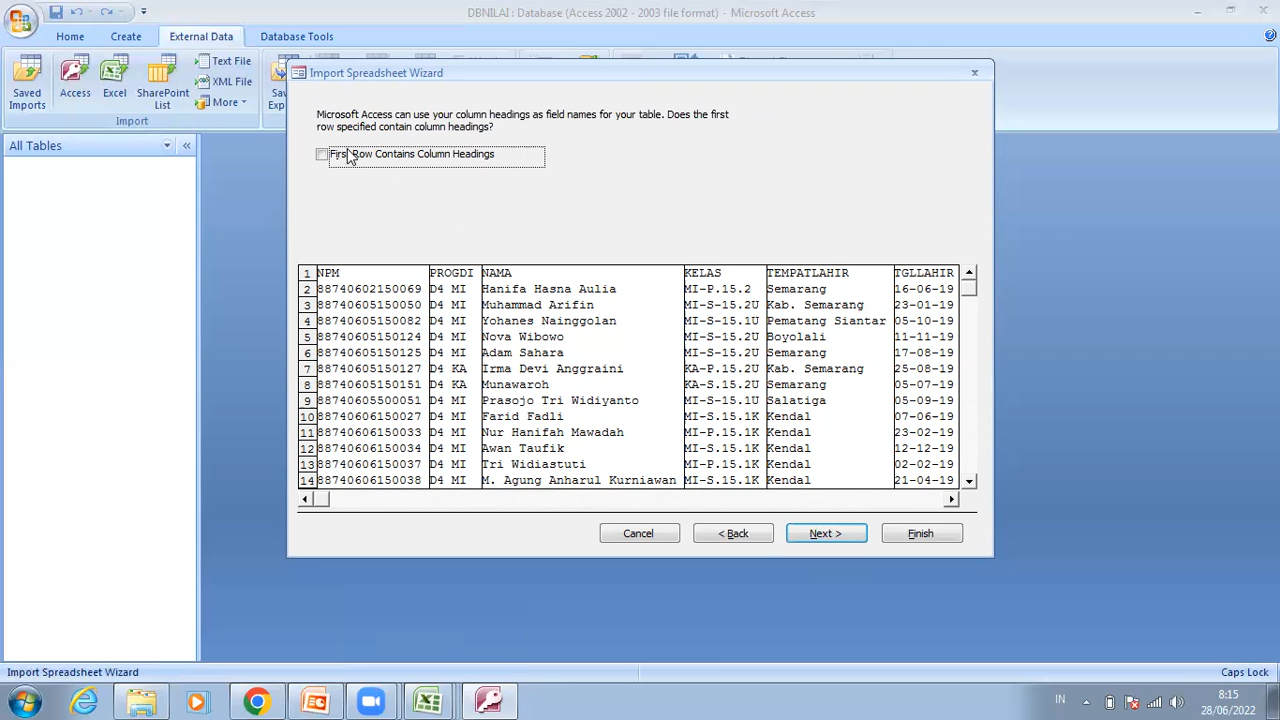 DBNILAI : Database (Access 2002 - 2003 file format) - Microsoft Access
Home Create External Data Database Tools
Saved Imports
Access
Excel
SharePoint List
Text File
XML File
More
Import
Import Spreadsheet Wizard
Microsoft Access can use your column headings as field names for your table. Does the first
row specified contain column headings?
First Row Contains Column Headings
All Tables
1 NPM PROGDI NAMA KELAS TEMPATLAHIR TGLLAHIR
2 88740602150069 D4 MI Hanifa Hasna Aulia MI-P.15.2 Semarang 16-06-19
3 88740605150050 D4 MI Muhammad Arifin MI-S-15.2U Kab. Semarang 23-01-19
4 88740605150082 D4 MI Yohanes Nainggolan MI-S-15.1U Pematang Siantar 05-10-19
5 88740605150124 D4 MI Nova Wibowo MI-S-15.2U Boyolali 11-11-19
6 88740605150125 D4 MI Adam Sahara MI-S-15.2U Semarang 17-08-19
7 88740605150127 D4 KA Irma Devi Anggraini KA-P.15.2U Kab. Semarang 25-08-19
8 88740605150151 D4 KA Munawaroh KA-S.15.2U Semarang 05-07-19
9 88740605500051 D4 MI Prasojo Tri Widiyanto MI-S-15.1U Salatiga 05-09-19
10 88740606150027 D4 MI Farid Fadli MI-S.15.1K Kendal 07-06-19
11 88740606150033 D4 MI Nur Hanifah Mawadah MI-P.15.1K Kendal 23-02-19
12 88740606150034 D4 MI Awan Taufik MI-S.15.1K Kendal 12-12-19
13 88740606150037 D4 MI Tri Widiastuti MI-P.15.1K Kendal 02-02-19
14 88740606150038 D4 MI M. Agung Anharul Kurniawan MI-S.15.1K Kendal 21-04-19
Cancel < Back Next > Finish
Import Spreadsheet Wizard
Caps Lock
IN
8:15
28/06/2022